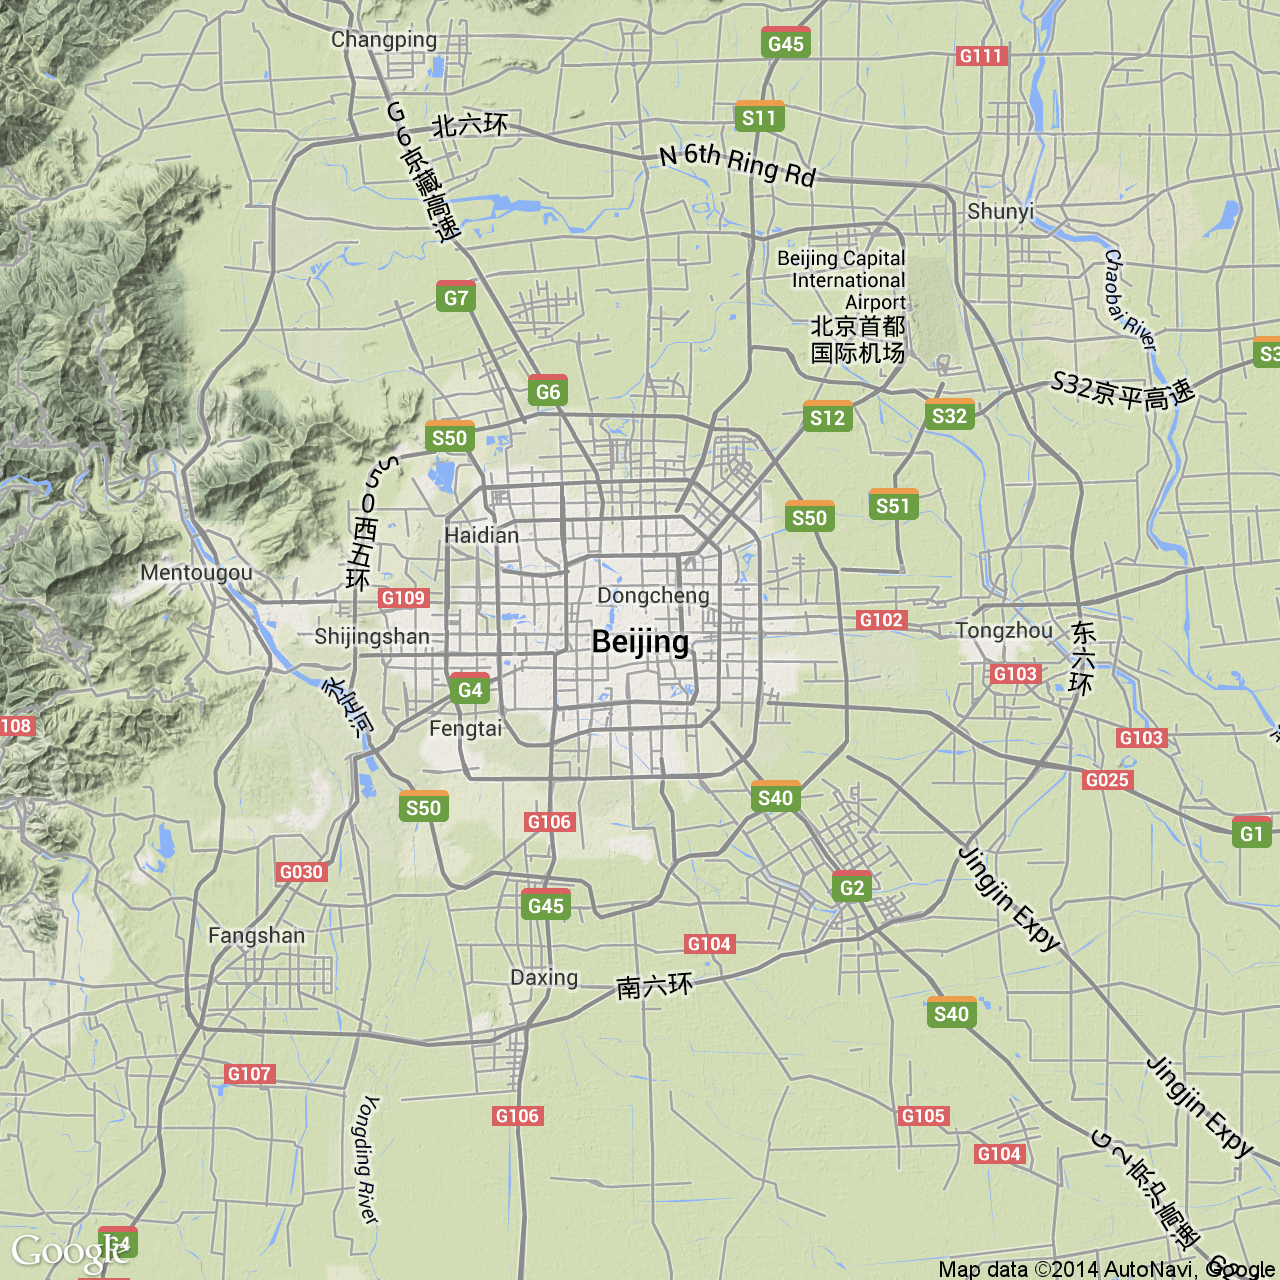 Changping
G45
G111
S11
G6京藏高速
北六环
N 6th Ring Rd
Shunyi
Beijing Capital
International
Airport
北京首都
国际机场
Chaobai River
G7
G6
S32京平高速
S12
S32
S50
S50西五环
S51
S50
Haidian
Mentougou
Dongcheng
G109
G102
Shijingshan
Beijing
Tongzhou
东六环
G103
G4
永定河
Fengtai
108
G103
G025
S50
S40
G106
G1
G030
Jingjin Expy
G2
G45
Fangshan
G104
Daxing
南六环
S40
G107
Jingjin Expy
G106
G105
Yongding River
G104
G2京沪高速
G4
Google
Map data ©2014 AutoNavi, Google